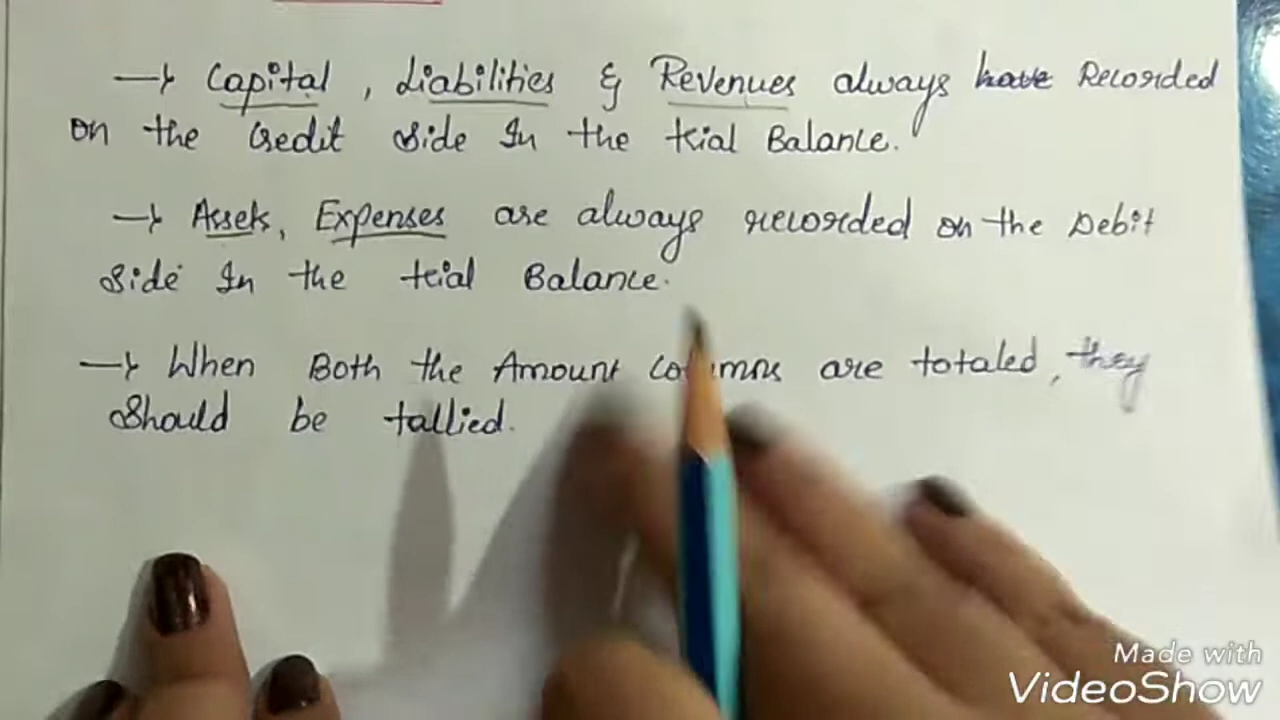 → Capital, Liabilities & Revenues always have Recorded
on the Credit side In the trial Balance.
→ Assets, Expenses are always recorded on the Debit
side In the trial Balance.
→ When Both the Amount columns are totaled, they
should be tallied.
Made with
VideoShow